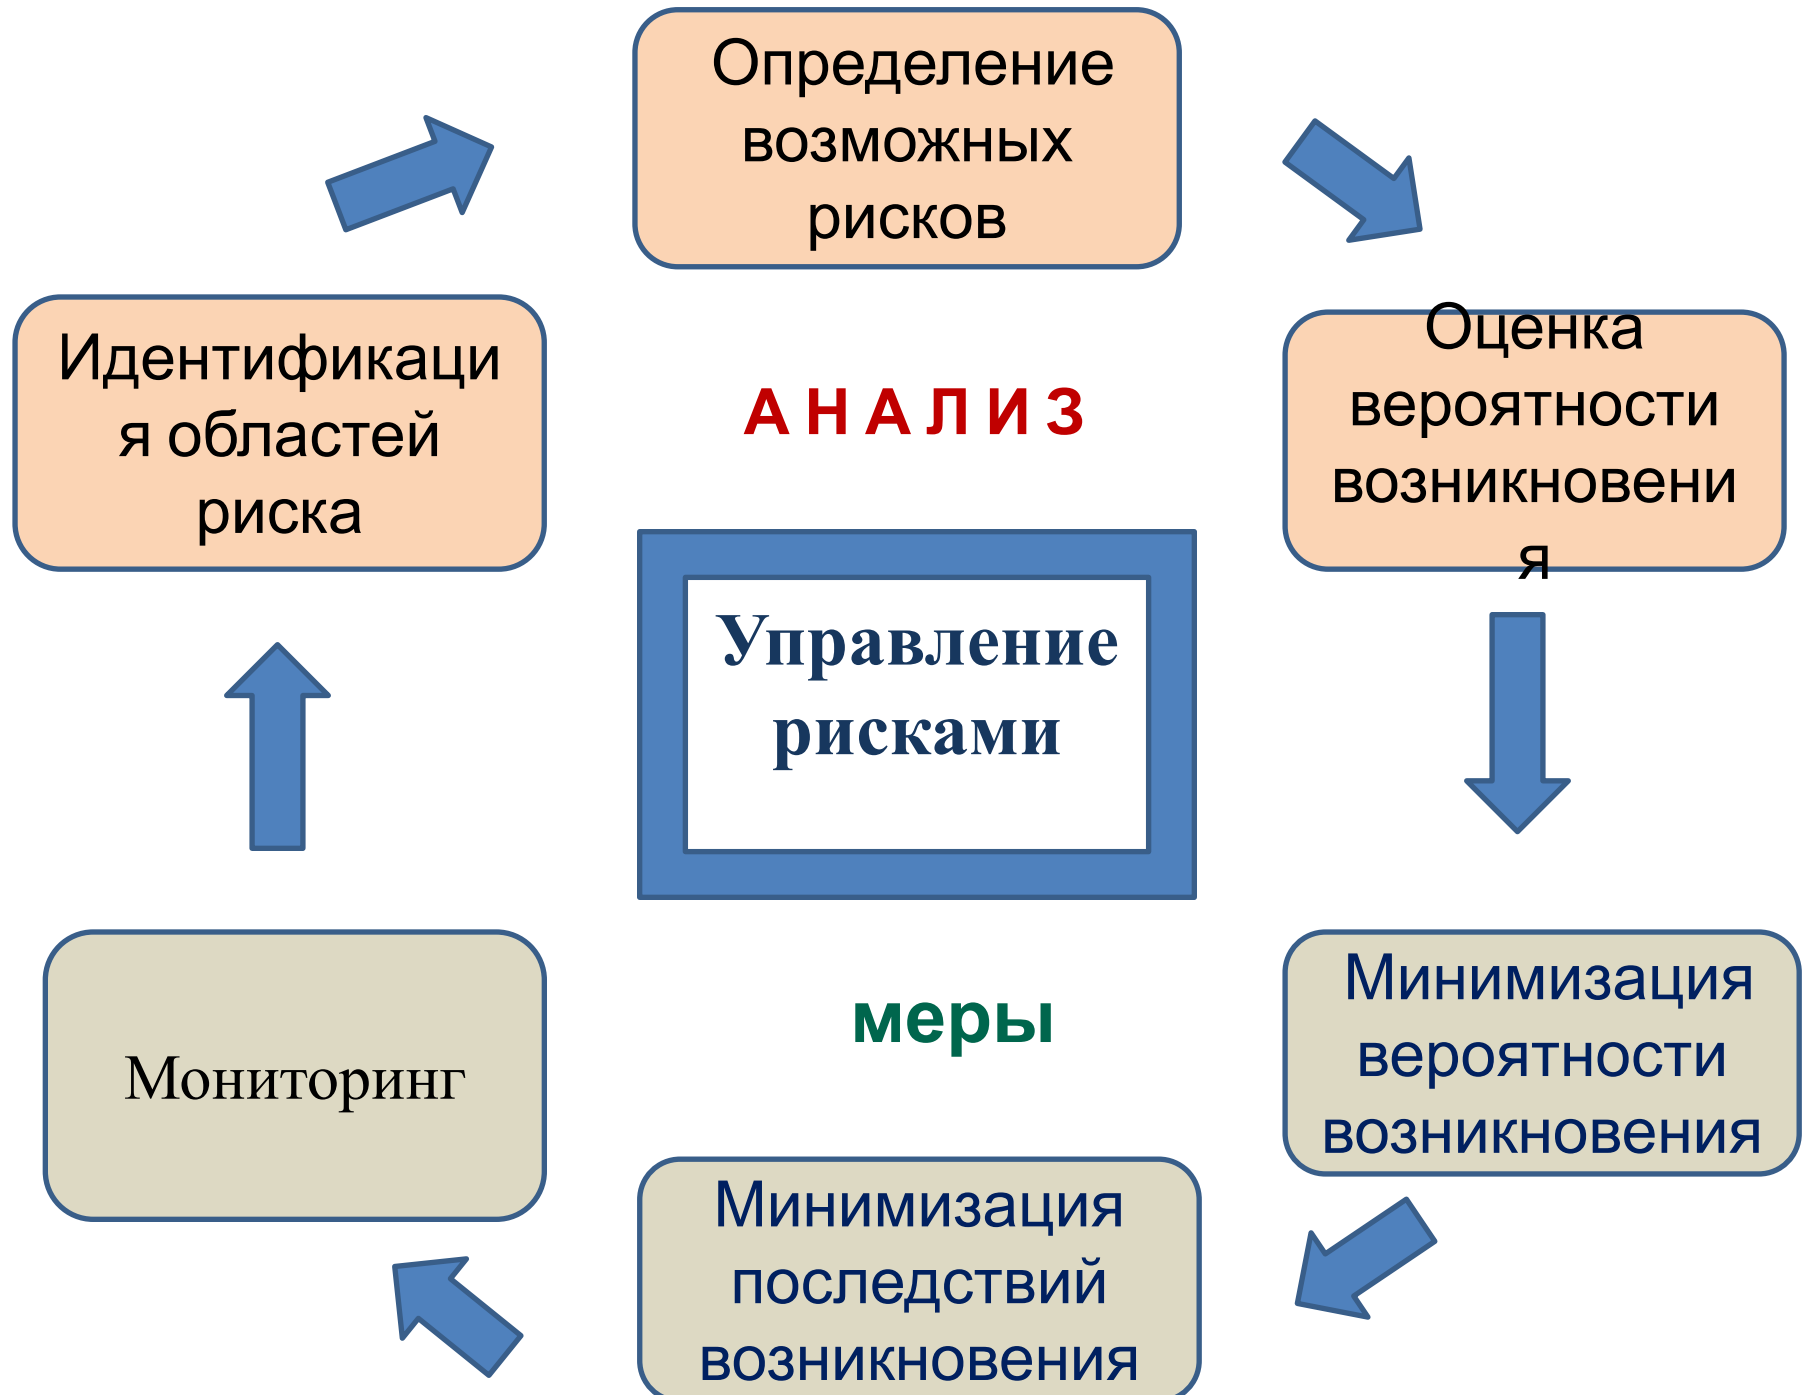 Определение
возможных
рисков
Идентификаци
я областей
риска
АНАЛИЗ
Оценка
вероятности
возникновени
я
Управление
рисками
Мониторинг
меры
Минимизация
вероятности
возникновения
Минимизация
последствий
возникновения